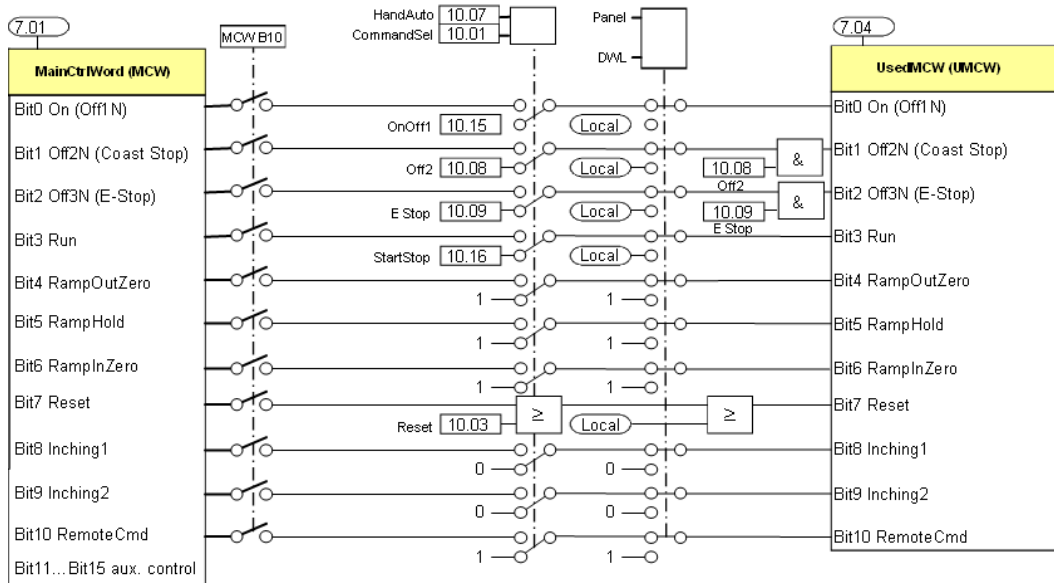 HandAuto 10.07 Panel
7.01 CommandSel 10.01 7.04
MCW B10
DWL
MainCtrlWord (MCW) UsedMCW (UMCW)
Bit0 On (Off1N) Bit0 On (Off1N)
OnOff1 10.15 Local
Bit1 Off2N (Coast Stop) & Bit1 Off2N (Coast Stop)
Off2 10.08 Local 10.08
Off2
Bit2 Off3N (E-Stop) & Bit2 Off3N (E-Stop)
E Stop 10.09 Local 10.09
E Stop
Bit3 Run Bit3 Run
StartStop 10.16 Local
Bit4 RampOutZero Bit4 RampOutZero
1 1
Bit5 RampHold Bit5 RampHold
1 1
Bit6 RampInZero Bit6 RampInZero
1 1
Bit7 Reset ≥ ≥ Bit7 Reset
Reset 10.03 Local
Bit8 Inching1 Bit8 Inching1
0 0
Bit9 Inching2 Bit9 Inching2
0 0
Bit10 RemoteCmd Bit10 RemoteCmd
1 1
Bit11...Bit15 aux. control